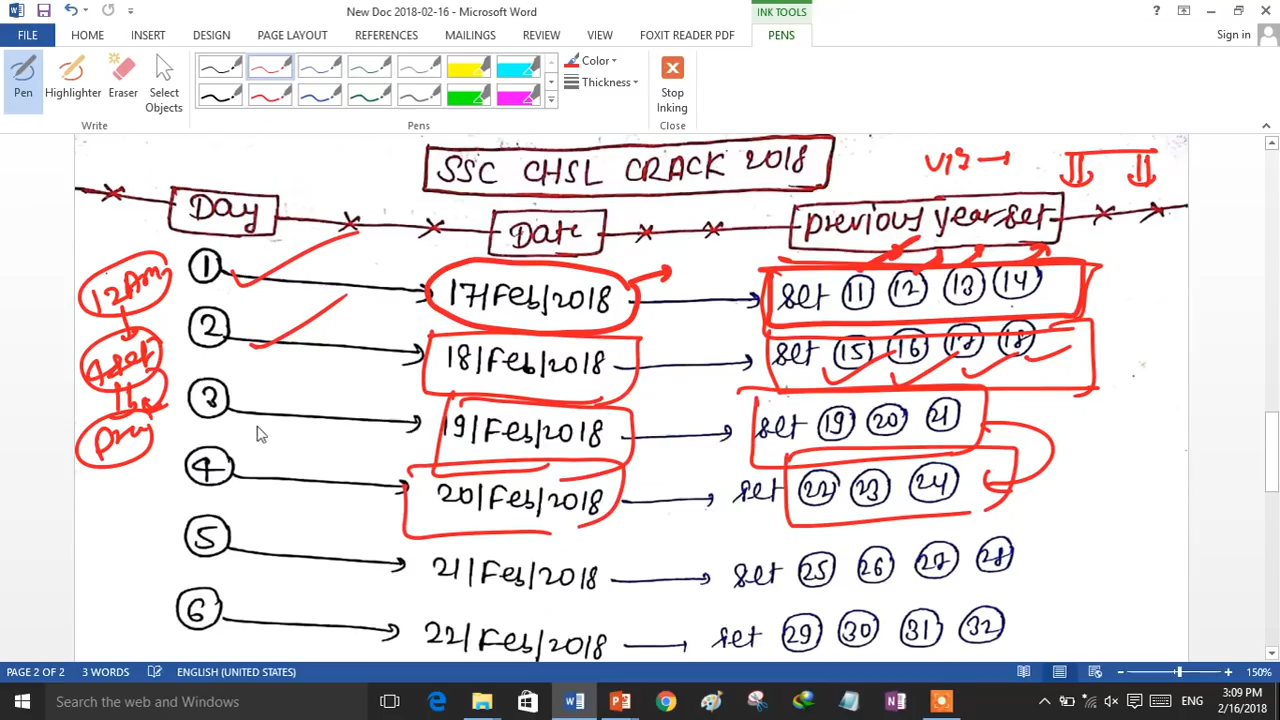 New Doc 2018-02-16 - Microsoft Word
INK TOOLS
Sign in
FILE HOME INSERT DESIGN PAGE LAYOUT REFERENCES MAILINGS REVIEW VIEW FOXIT READER PDF PENS
Pen Highlighter Eraser Select Objects
Color
Thickness
Stop Inking
Write Pens Close
SSC CHSL CRACK 2018
Day Date previous year set
1 17/Feb/2018 set 11 12 13 14
12Am
2 18/Feb/2018 set 15 16 17 18
4 set
3 19/Feb/2018 set 19 20 21
4 20/Feb/2018 set 22 23 24
5 21/Feb/2018 set 25 26 27 28
6 22/Feb/2018 set 29 30 31 32
PAGE 2 OF 2 3 WORDS ENGLISH (UNITED STATES) 150%
Search the web and Windows
ENG 3:09 PM
2/16/2018